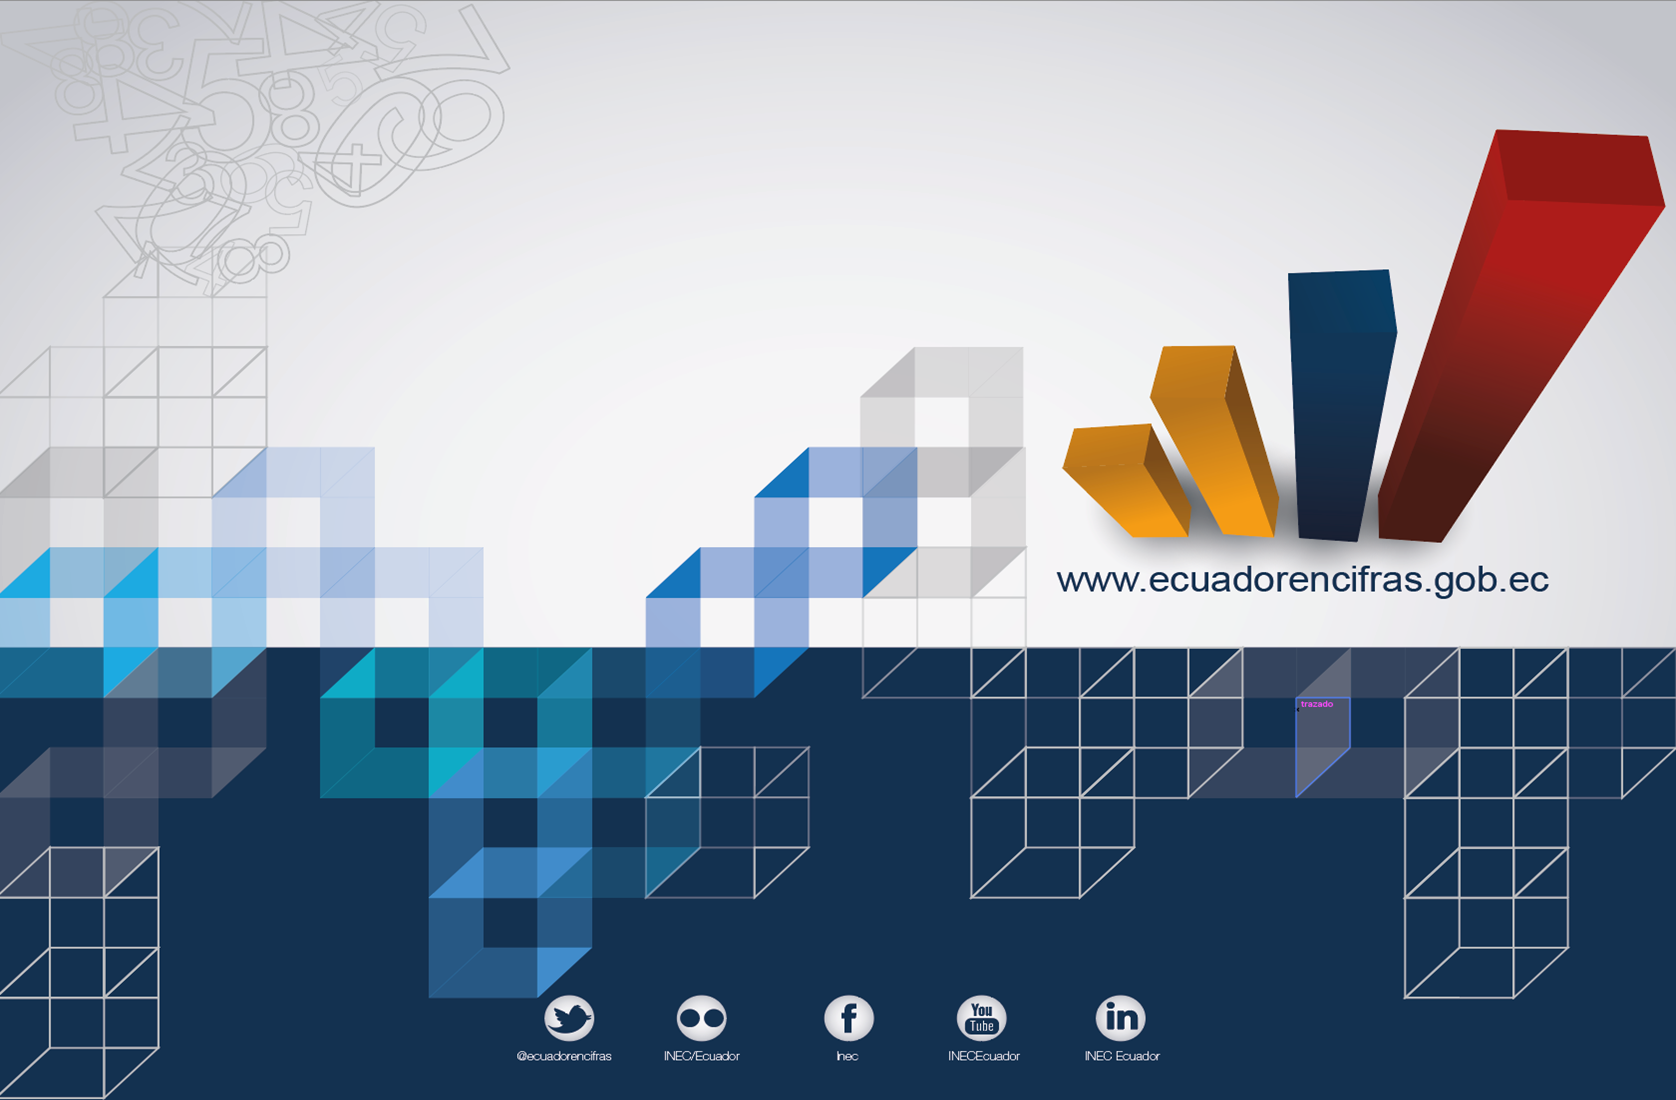 www.ecuadorencifras.gob.ec
trazado
@ecuadorencifras
INEC/Ecuador
Inec
You
Tube
INECEcuador
in
INEC Ecuador